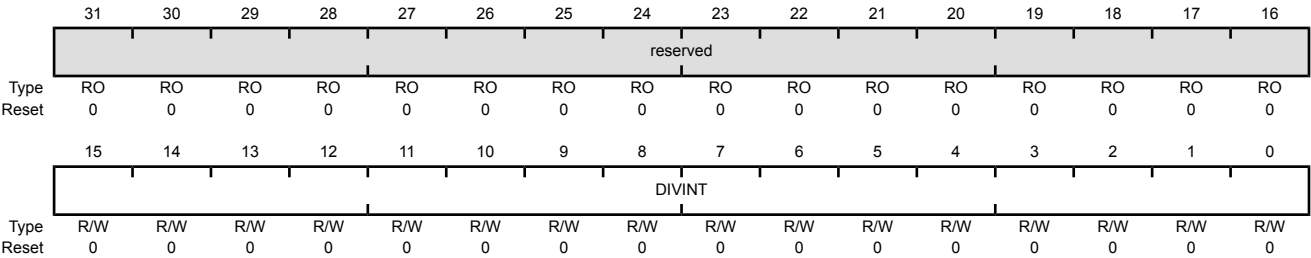 31 30 29 28 27 26 25 24 23 22 21 20 19 18 17 16
reserved
Type RO RO RO RO RO RO RO RO RO RO RO RO RO RO RO RO
Reset 0 0 0 0 0 0 0 0 0 0 0 0 0 0 0 0
15 14 13 12 11 10 9 8 7 6 5 4 3 2 1 0
DIVINT
Type R/W R/W R/W R/W R/W R/W R/W R/W R/W R/W R/W R/W R/W R/W R/W R/W
Reset 0 0 0 0 0 0 0 0 0 0 0 0 0 0 0 0